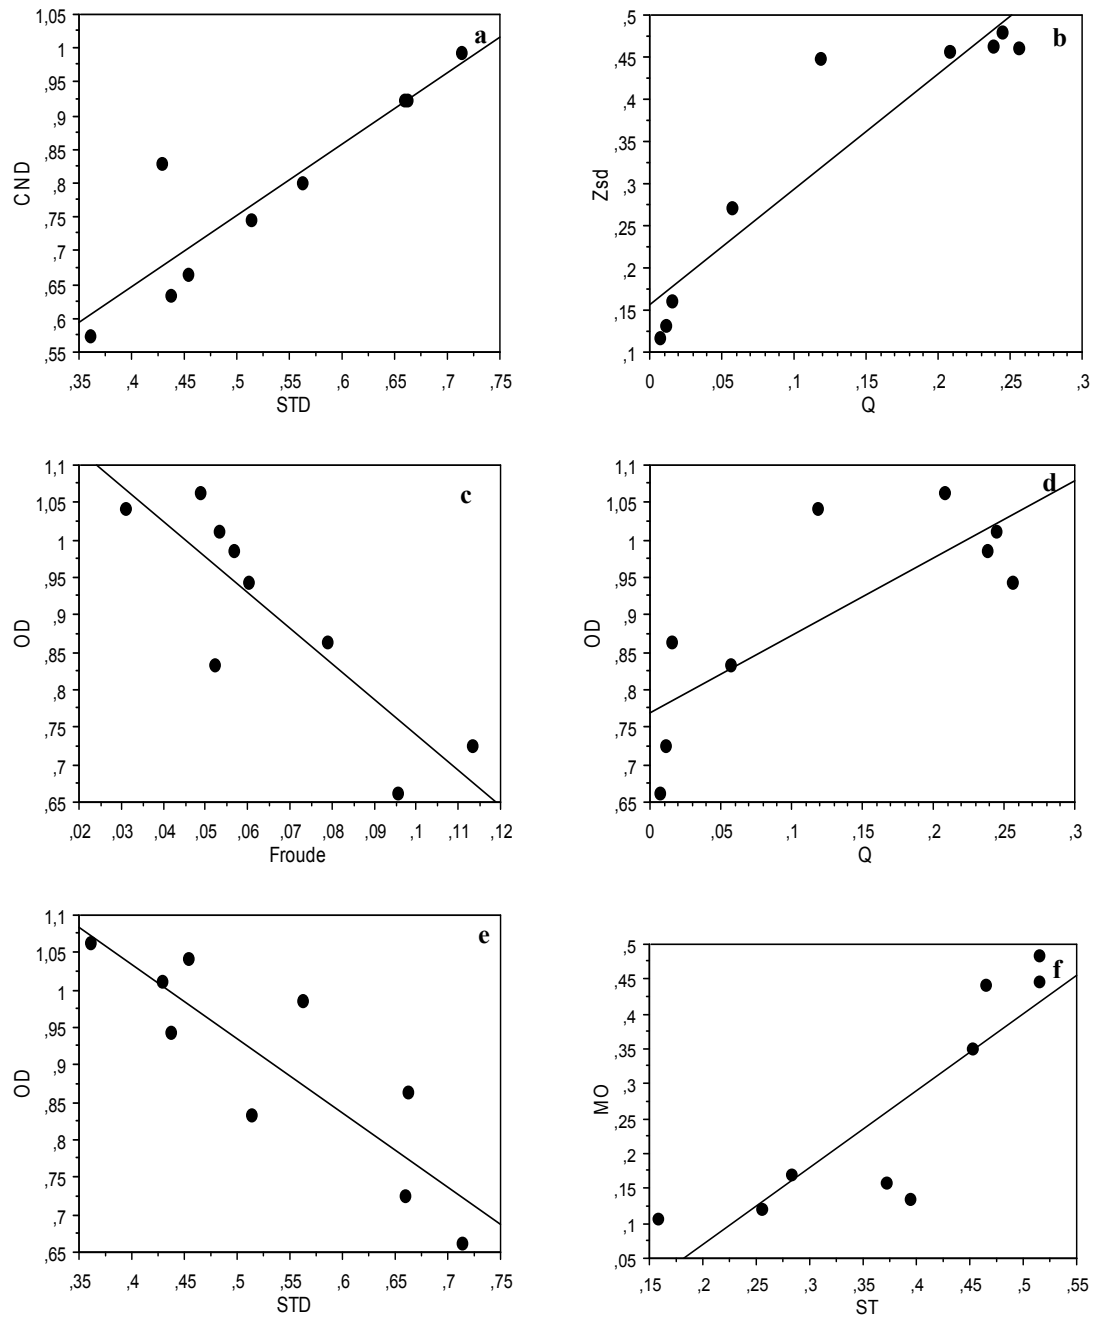 1,05
1
,95
,9
,85
,8
,75
,7
,65
,6
,55
CND
a
,35 ,4 ,45 ,5 ,55 ,6 ,65 ,7 ,75
STD
,5
,45
,4
,35
,3
,25
,2
,15
,1
Zsd
b
0 ,05 ,1 ,15 ,2 ,25 ,3
Q
1,1
1,05
1
,95
,9
,85
,8
,75
,7
,65
OD
c
,02 ,03 ,04 ,05 ,06 ,07 ,08 ,09 ,1 ,11 ,12
Froude
1,1
1,05
1
,95
,9
,85
,8
,75
,7
,65
OD
d
0 ,05 ,1 ,15 ,2 ,25 ,3
Q
1,1
1,05
1
,95
,9
,85
,8
,75
,7
,65
OD
e
,35 ,4 ,45 ,5 ,55 ,6 ,65 ,7 ,75
STD
,5
,45
,4
,35
,3
,25
,2
,15
,1
,05
MO
f
,15 ,2 ,25 ,3 ,35 ,4 ,45 ,5 ,55
ST